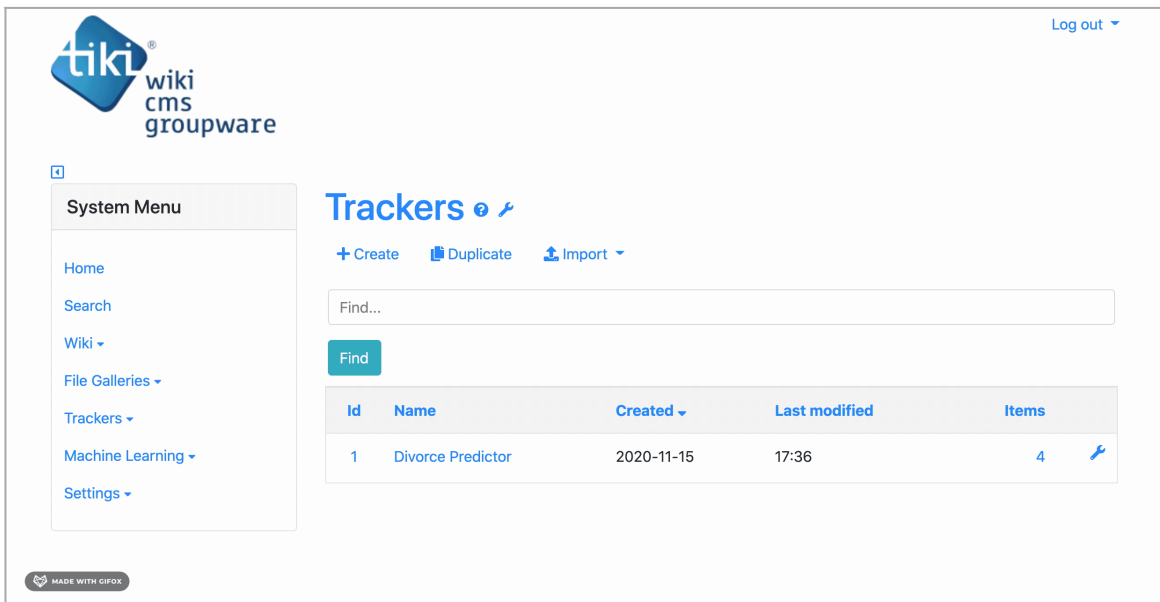 Log out
tiki®
wiki
cms
groupware
System Menu
Home
Search
Wiki
File Galleries
Trackers
Machine Learning
Settings
Trackers
Create Duplicate Import
Find...
Find
Id Name Created Last modified Items
1 Divorce Predictor 2020-11-15 17:36 4
MADE WITH GIFOX